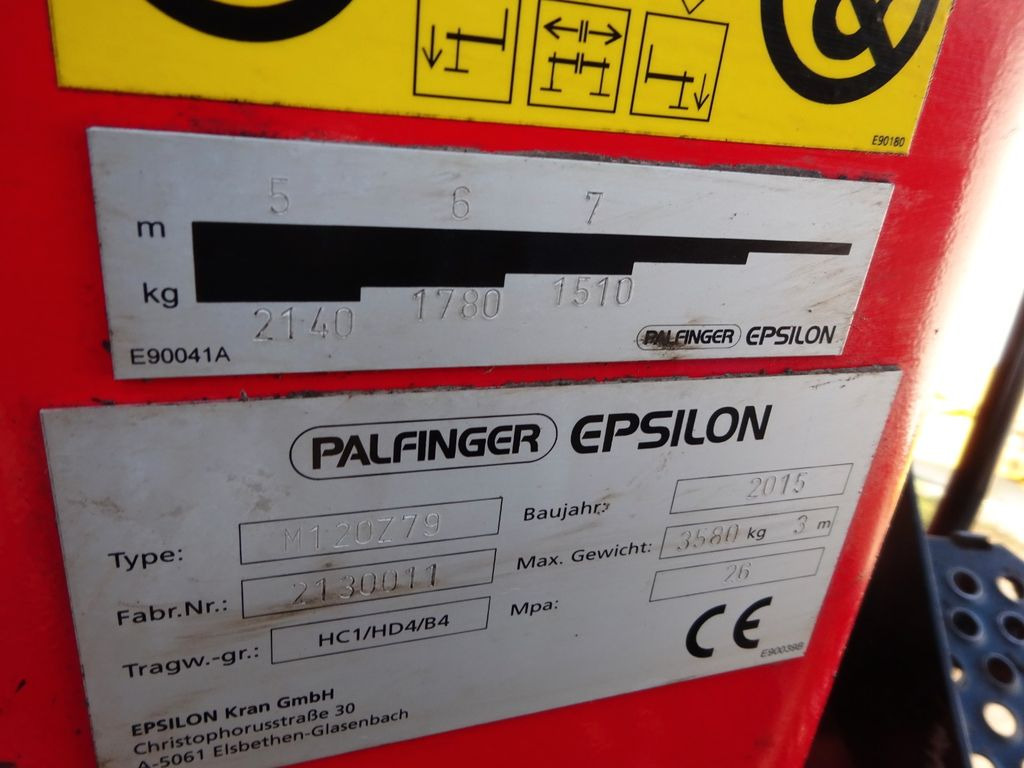 E90180
5 6 7
m
kg
2140 1780 1510
E90041A
PALFINGER EPSILON
PALFINGER EPSILON
Type: M120Z79
Baujahr: 2015
Fabr.Nr.: 2130011
Max. Gewicht: 3580 kg 3 m
Tragw.-gr.: HC1/HD4/B4
Mpa: 26
CE
E90039B
EPSILON Kran GmbH
Christophorusstraße 30
A-5061 Elsbethen-Glasenbach